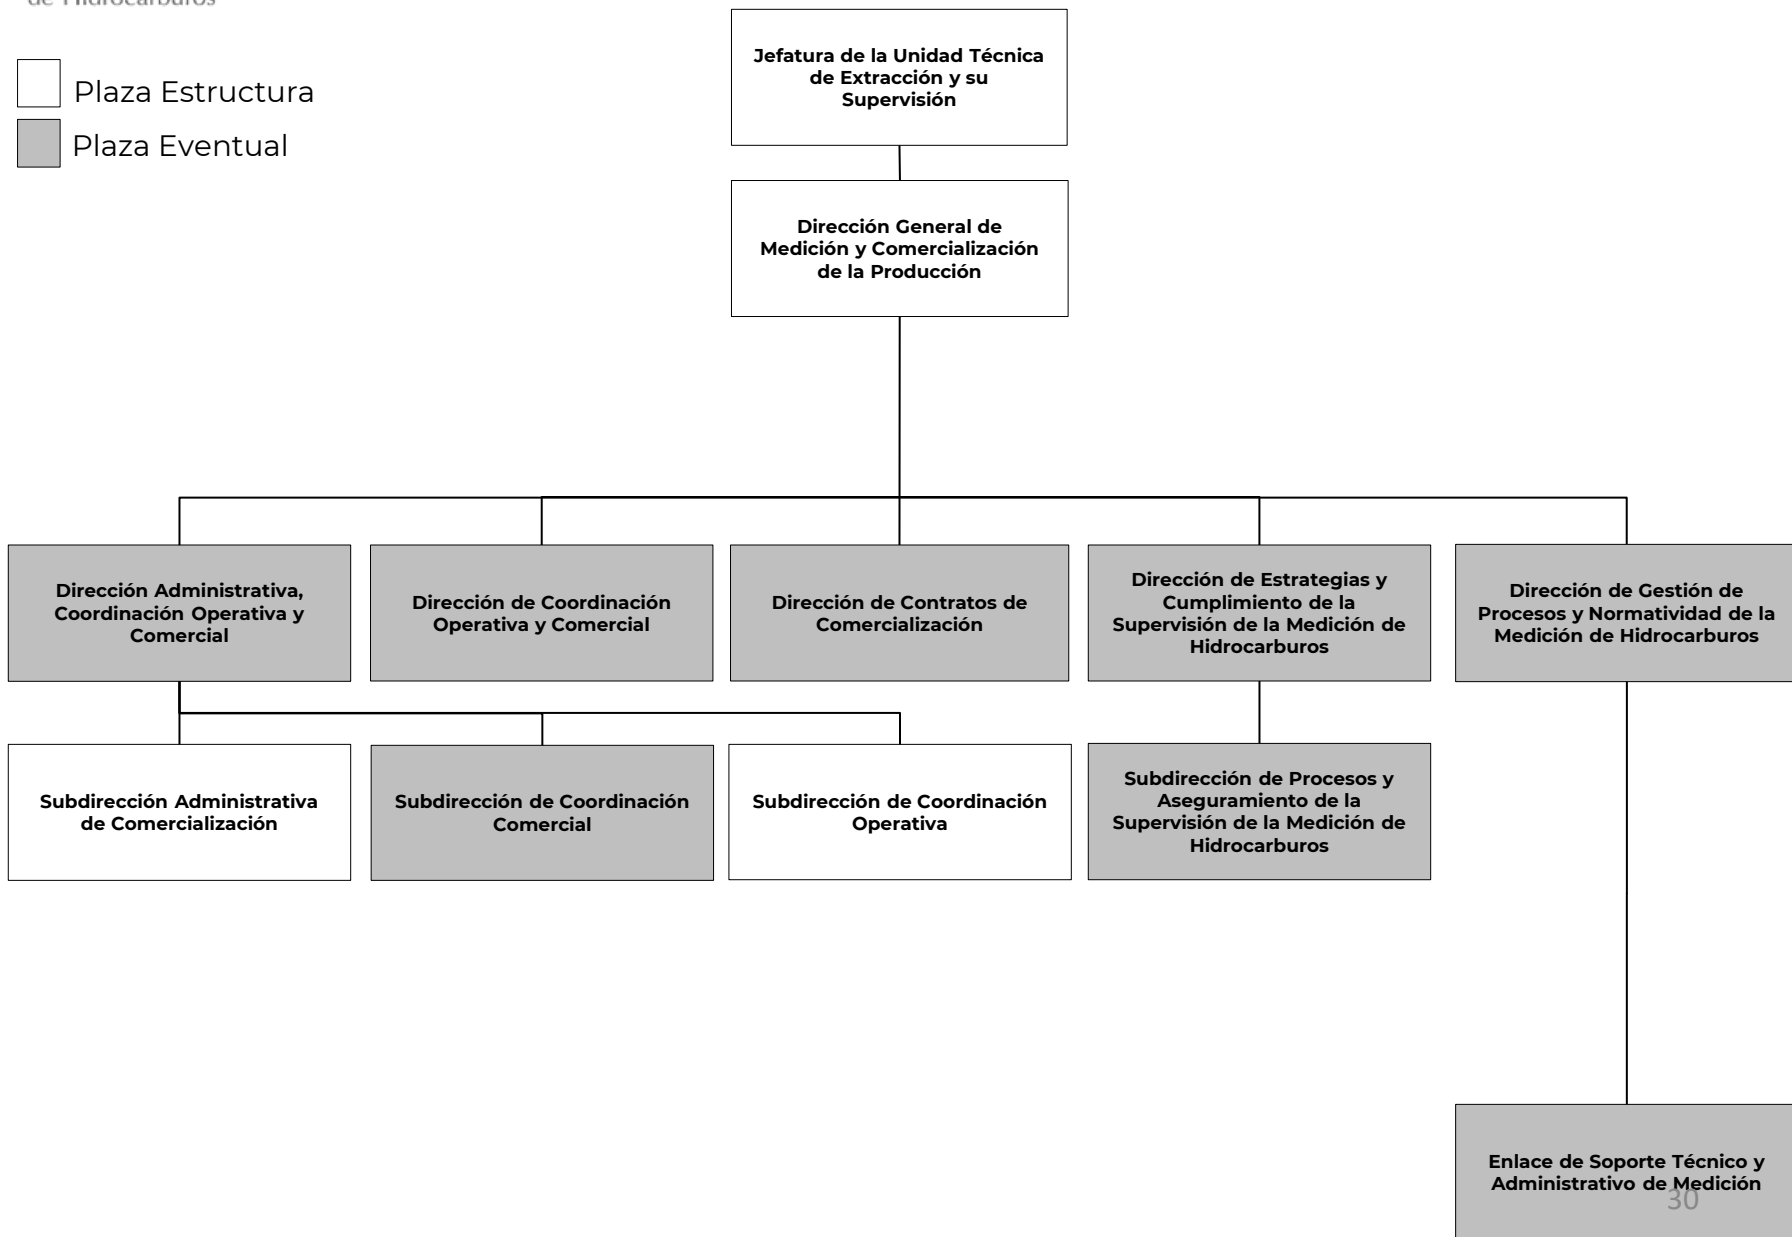 de Hidrocarburos
Plaza Estructura
Plaza Eventual
Jefatura de la Unidad Técnica
de Extracción y su
Supervisión
Dirección General de
Medición y Comercialización
de la Producción
Dirección Administrativa,
Coordinación Operativa y
Comercial
Dirección de Coordinación
Operativa y Comercial
Dirección de Contratos de
Comercialización
Dirección de Estrategias y
Cumplimiento de la
Supervisión de la Medición de
Hidrocarburos
Dirección de Gestión de
Procesos y Normatividad de la
Medición de Hidrocarburos
Subdirección Administrativa
de Comercialización
Subdirección de Coordinación
Comercial
Subdirección de Coordinación
Operativa
Subdirección de Procesos y
Aseguramiento de la
Supervisión de la Medición de
Hidrocarburos
Enlace de Soporte Técnico y
Administrativo de Medición
30